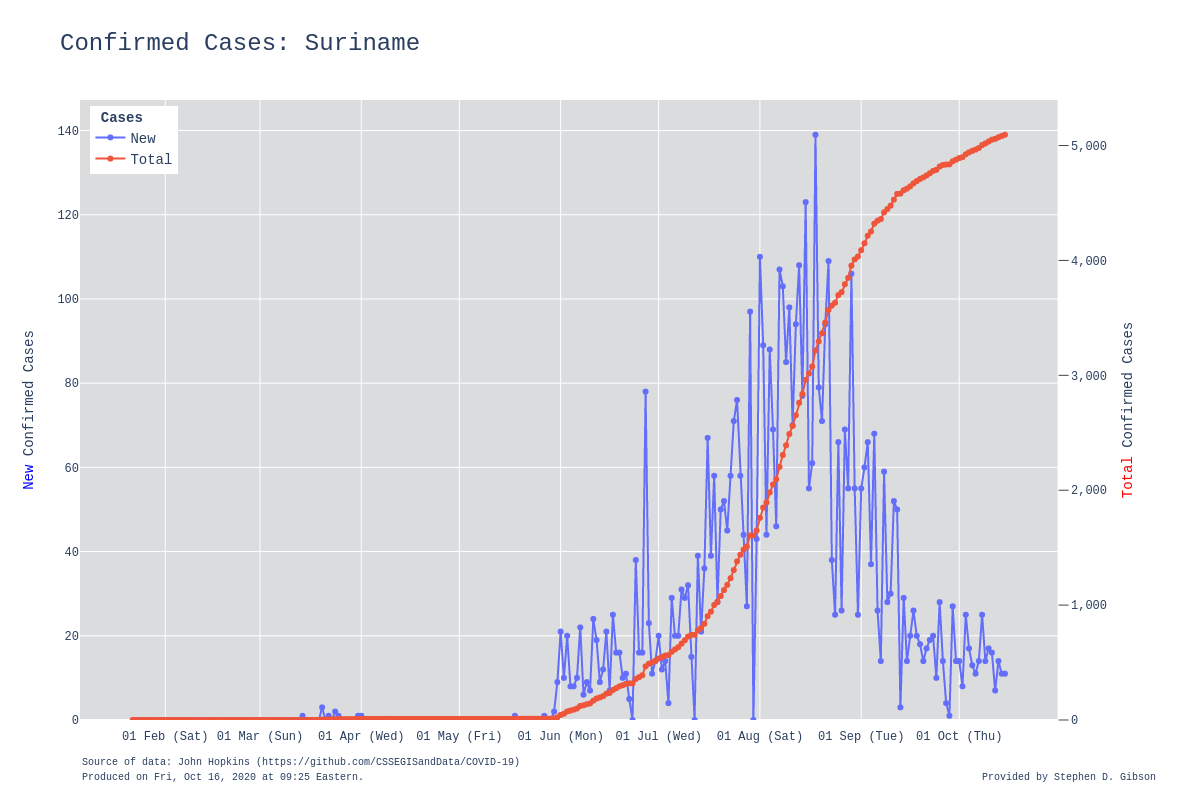 Confirmed Cases: Suriname
Cases
New
Total
140
120
100
80
60
40
20
0
5,000
4,000
3,000
2,000
1,000
0
New Confirmed Cases
Total Confirmed Cases
01 Feb (Sat) 01 Mar (Sun) 01 Apr (Wed) 01 May (Fri) 01 Jun (Mon) 01 Jul (Wed) 01 Aug (Sat) 01 Sep (Tue) 01 Oct (Thu)
Source of data: John Hopkins (https://github.com/CSSEGISandData/COVID-19)
Produced on Fri, Oct 16, 2020 at 09:25 Eastern.
Provided by Stephen D. Gibson